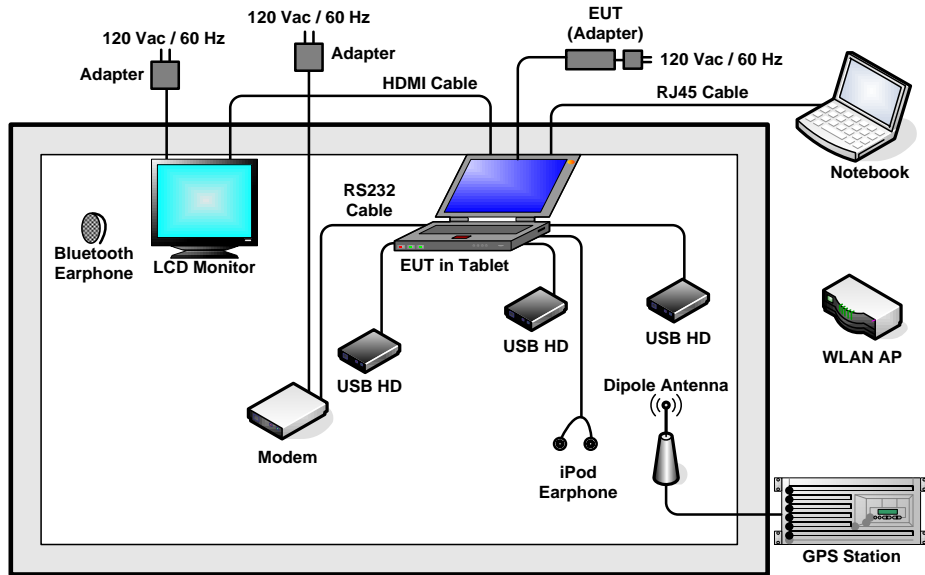 120 Vac / 60 Hz
120 Vac / 60 Hz
EUT
(Adapter)
Adapter
Adapter
120 Vac / 60 Hz
HDMI Cable
RJ45 Cable
Notebook
RS232
Cable
Bluetooth
Earphone
LCD Monitor
EUT in Tablet
USB HD
USB HD
USB HD
WLAN AP
Dipole Antenna
Modem
iPod
Earphone
GPS Station